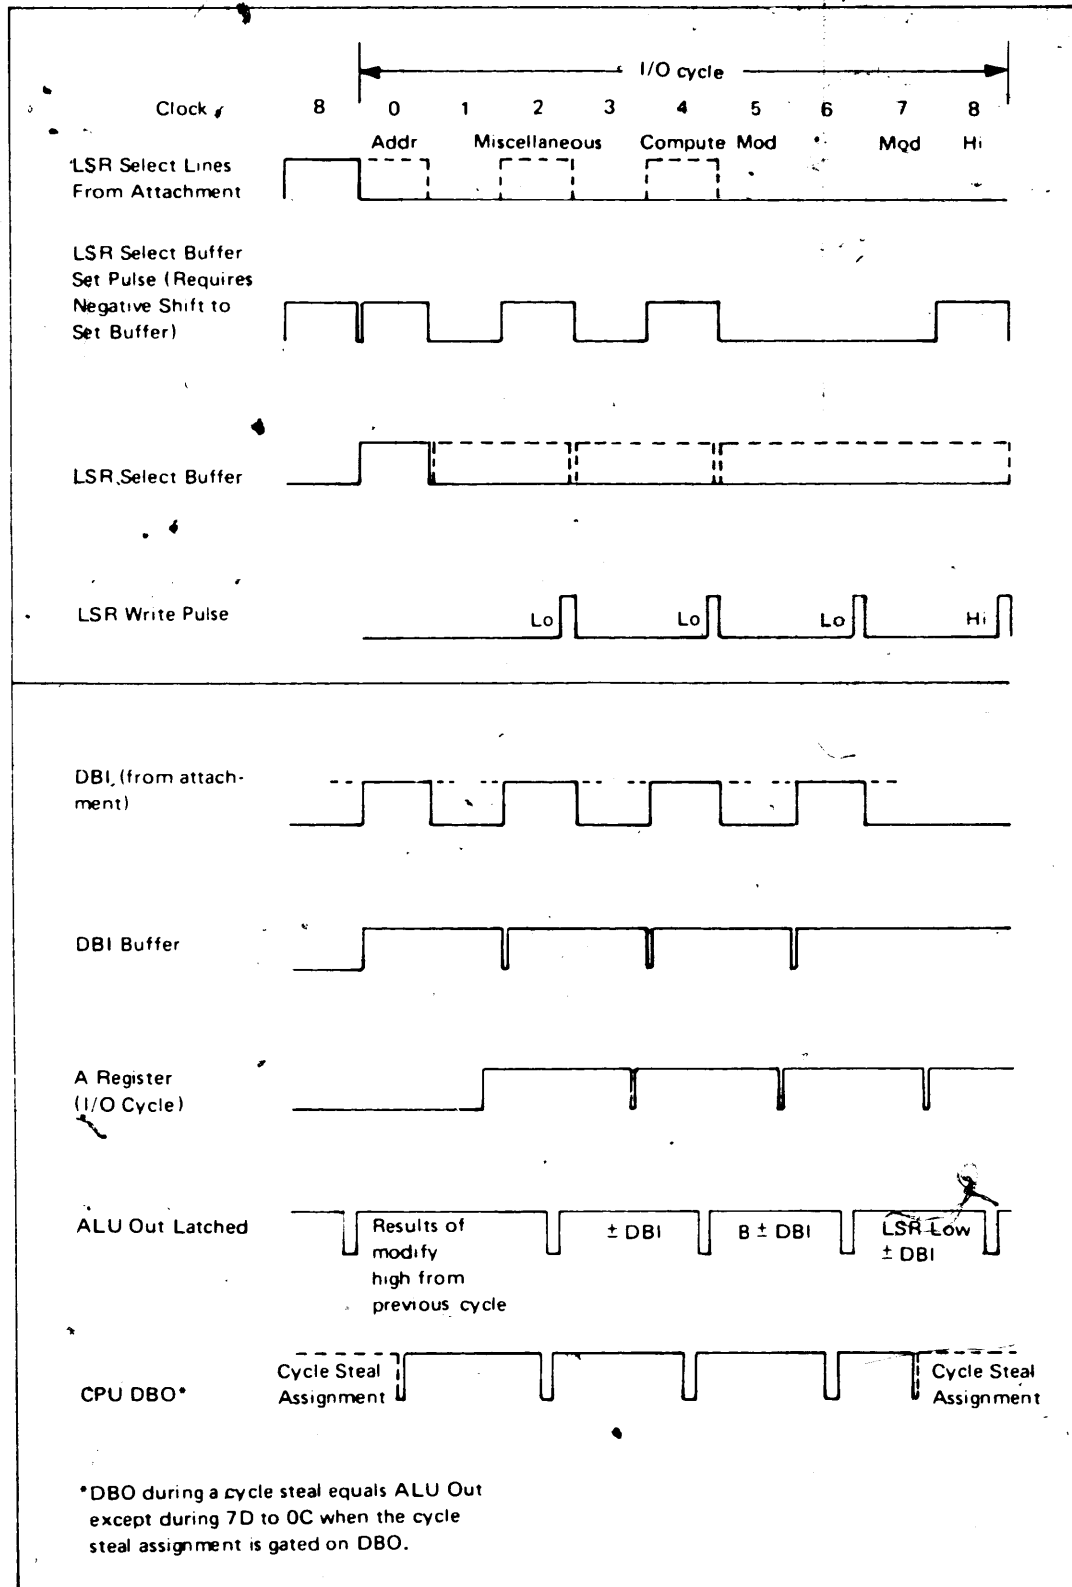 I/O cycle
Clock 8 0 1 2 3 4 5 6 7 8
Addr Miscellaneous Compute Mod Mod Hi
LSR Select Lines
From Attachment
LSR Select Buffer
Set Pulse (Requires
Negative Shift to
Set Buffer)
LSR Select Buffer
LSR Write Pulse
Lo Lo Lo Hi
DBI (from attach-
ment)
DBI Buffer
A Register
(I/O Cycle)
ALU Out Latched
Results of
modify
high from
previous cycle
± DBI
B ± DBI
LSR Low
± DBI
CPU DBO*
Cycle Steal
Assignment
Cycle Steal
Assignment
*DBO during a cycle steal equals ALU Out
except during 7D to 0C when the cycle
steal assignment is gated on DBO.